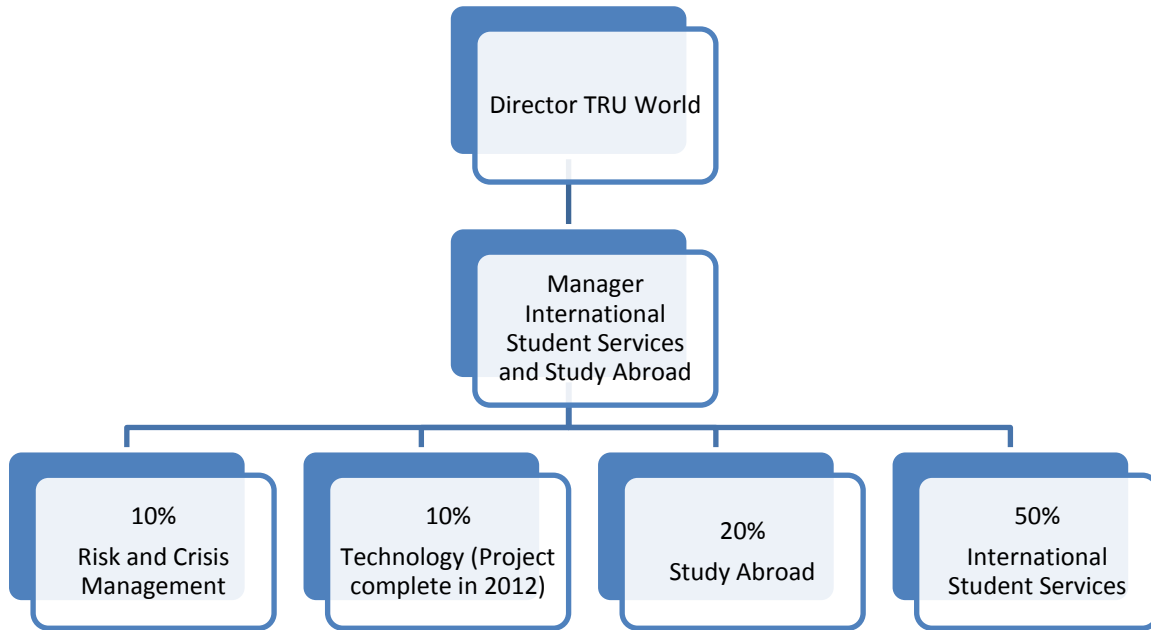 Director TRU World
Manager
International
Student Services
and Study Abroad
10%
Risk and Crisis
Management
10%
Technology (Project
complete in 2012)
20%
Study Abroad
50%
International
Student Services